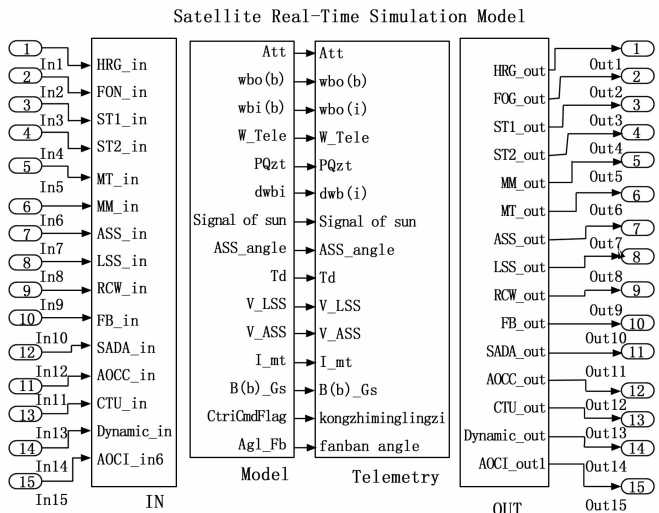 Satellite Real-Time Simulation Model
1
In1
2
In2
3
In3
4
In4
5
In5
6
In6
7
In7
8
In8
9
In9
10
In10
12
In12
11
In11
13
In13
14
In14
15
In15
HRG_in
FON_in
ST1_in
ST2_in
MT_in
MM_in
ASS_in
LSS_in
RCW_in
FB_in
SADA_in
AOCC_in
CTU_in
Dynamic_in
AOCI_in6
IN
Att
wbo(b)
wbi(b)
W_Tele
PQzt
dwbi
Signal of sun
ASS_angle
Td
V_LSS
V_ASS
I_mt
B(b)_Gs
CtriCmdFlag
Agl_Fb
Model
Att
wbo(b)
wbo(i)
W_Tele
PQzt
dwb(i)
Signal of sun
ASS_angle
Td
V_LSS
V_ASS
I_mt
B(b)_Gs
kongzhiminglingzi
fanban angle
Telemetry
HRG_out
FOG_out
ST1_out
ST2_out
MM_out
MT_out
ASS_out
LSS_out
RCW_out
FB_out
SADA_out
AOCC_out
CTU_out
Dynamic_out
AOCI_out1
OUT
1
Out1
2
Out2
3
Out3
4
Out4
5
Out5
6
Out6
7
Out7
8
Out8
9
Out9
10
Out10
11
Out11
12
Out12
13
Out13
14
Out14
15
Out15